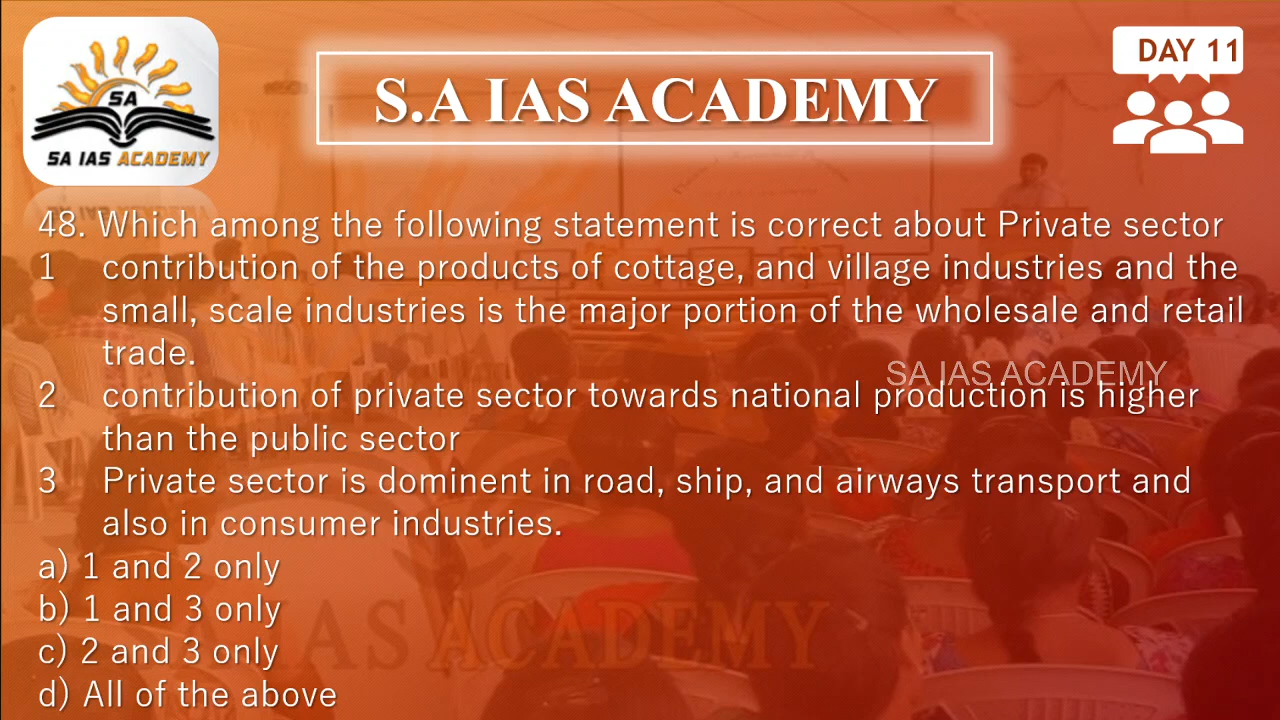 DAY 11
S.A IAS ACADEMY
SA
SA IAS ACADEMY
48. Which among the following statement is correct about Private sector
1 contribution of the products of cottage, and village industries and the
small, scale industries is the major portion of the wholesale and retail
trade.
SA IAS ACADEMY
2 contribution of private sector towards national production is higher
than the public sector
3 Private sector is dominent in road, ship, and airways transport and
also in consumer industries.
a) 1 and 2 only
b) 1 and 3 only
IAS ACADEMY
c) 2 and 3 only
d) All of the above